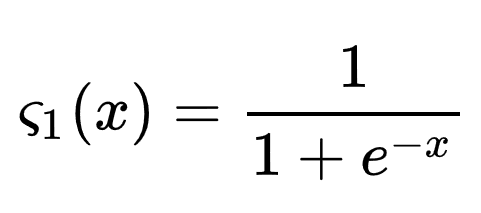 ς₁(x) = 1 / (1 + e⁻ˣ)